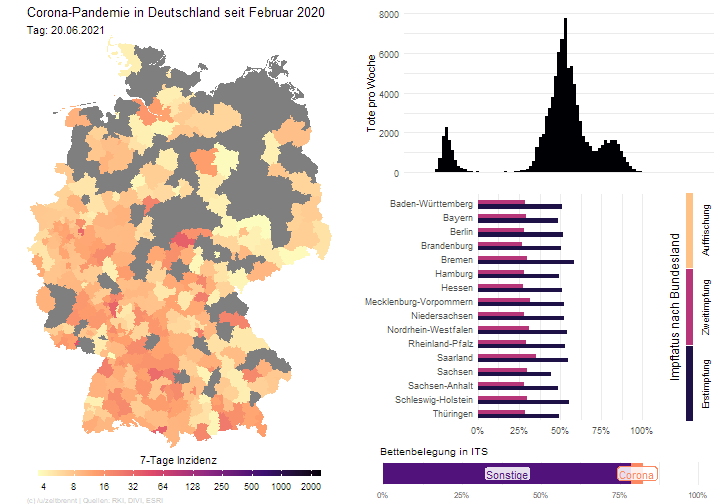 Corona-Pandemie in Deutschland seit Februar 2020
Tag: 20.06.2021
7-Tage Inzidenz
4 8 16 32 64 128 250 500 1000 2000
Quellen: RKI, DIVI, ESRI
Tote pro Woche
8000
6000
4000
2000
0
Baden-Württemberg
Bayern
Berlin
Brandenburg
Bremen
Hamburg
Hessen
Mecklenburg-Vorpommern
Niedersachsen
Nordrhein-Westfalen
Rheinland-Pfalz
Saarland
Sachsen
Sachsen-Anhalt
Schleswig-Holstein
Thüringen
0% 25% 50% 75% 100%
Impfstatus nach Bundesland
Auffrischung
Zweitimpfung
Erstimpfung
Bettenbelegung in ITS
Sonstige
Corona
0% 25% 50% 75% 100%